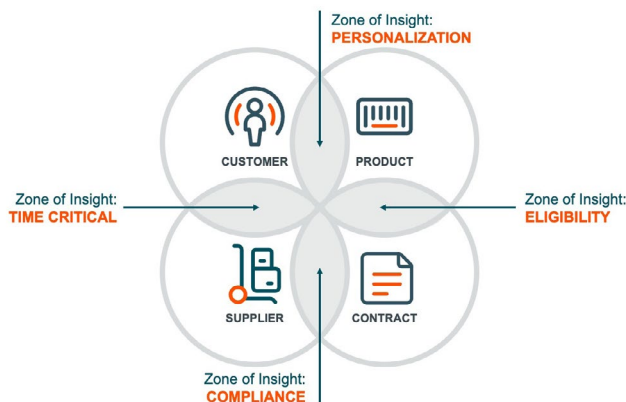 Zone of Insight:
PERSONALIZATION
CUSTOMER
PRODUCT
Zone of Insight:
TIME CRITICAL
Zone of Insight:
ELIGIBILITY
SUPPLIER
CONTRACT
Zone of Insight:
COMPLIANCE